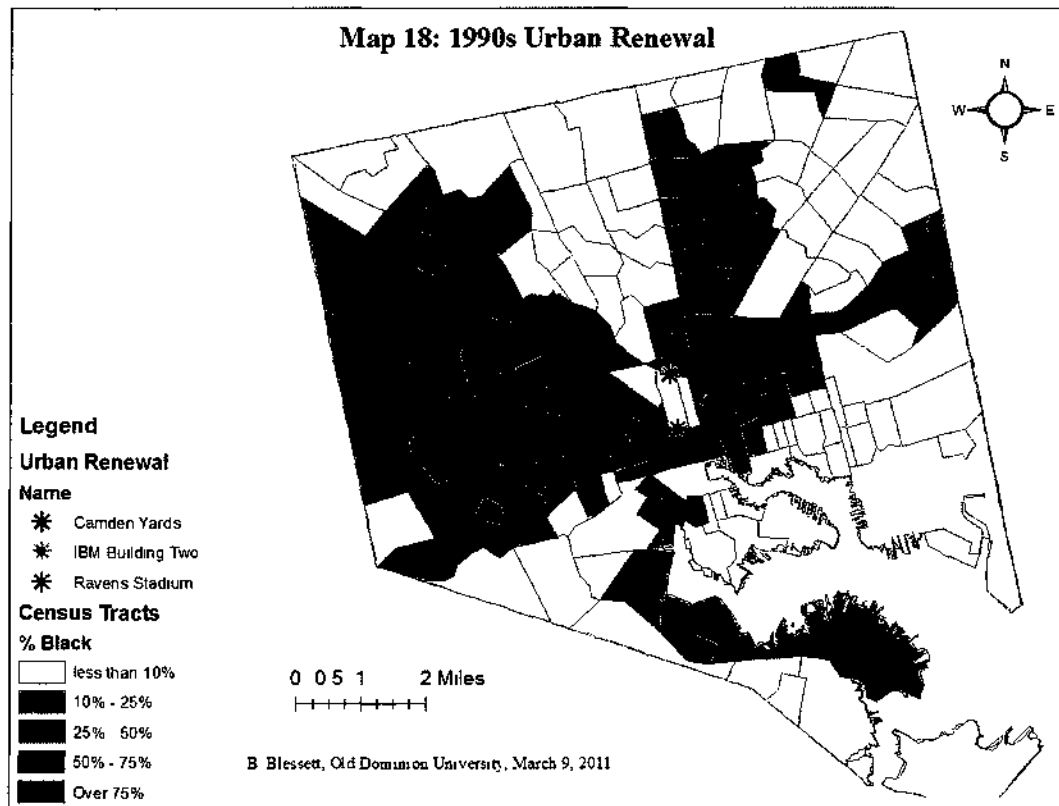 Map 18: 1990s Urban Renewal
N
W E
S
Legend
Urban Renewal
Name
Camden Yards
IBM Building Two
Ravens Stadium
Census Tracts
% Black
less than 10%
10% - 25%
25% 50%
50% - 75%
Over 75%
0 0 5 1 2 Miles
B Blessett, Old Dominion University, March 9, 2011